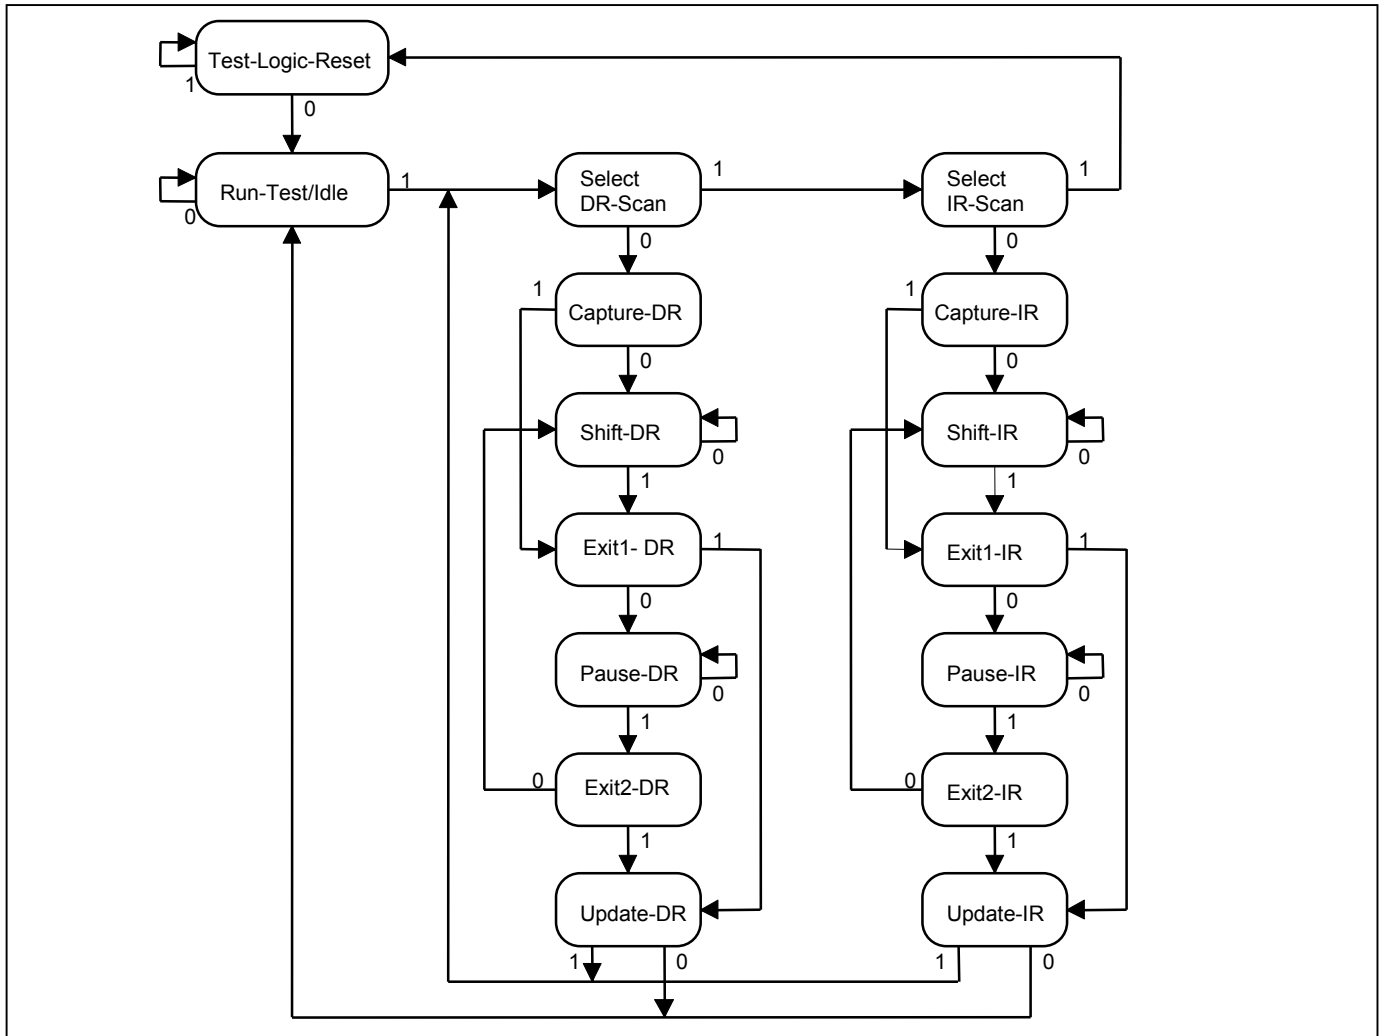 Test-Logic-Reset
1
0
Run-Test/Idle
0
1
Select
DR-Scan
1
Select
IR-Scan
1
0
0
1
Capture-DR
1
Capture-IR
0
0
Shift-DR
0
Shift-IR
0
1
1
Exit1- DR
1
Exit1-IR
1
0
0
Pause-DR
0
Pause-IR
0
1
1
0
Exit2-DR
0
Exit2-IR
1
1
Update-DR
Update-IR
1
0
1
0